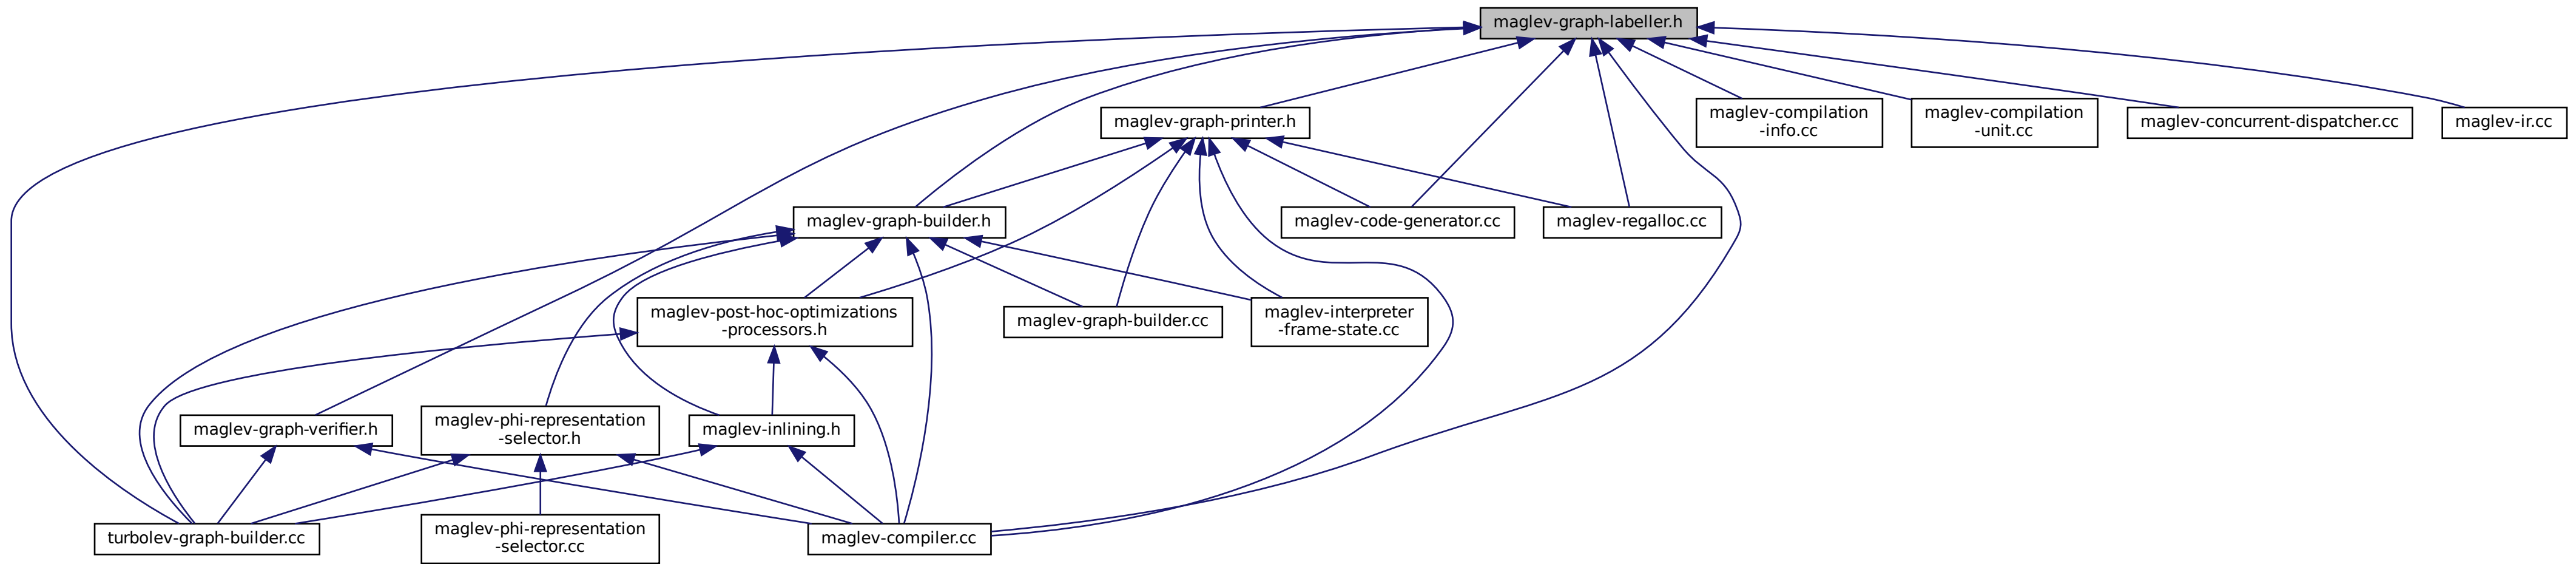 maglev-graph-labeller.h
maglev-graph-printer.h
maglev-compilation
-info.cc
maglev-compilation
-unit.cc
maglev-concurrent-dispatcher.cc
maglev-ir.cc
maglev-graph-builder.h
maglev-code-generator.cc
maglev-regalloc.cc
maglev-post-hoc-optimizations
-processors.h
maglev-graph-builder.cc
maglev-interpreter
-frame-state.cc
maglev-graph-verifier.h
maglev-phi-representation
-selector.h
maglev-inlining.h
turbolev-graph-builder.cc
maglev-phi-representation
-selector.cc
maglev-compiler.cc